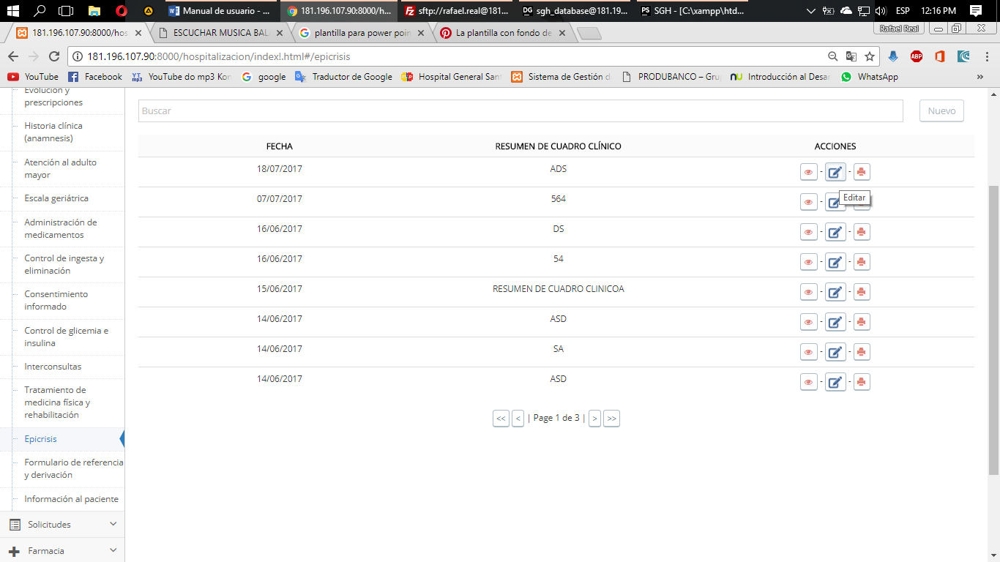 Manual de usuario - ...
181.196.107.90:8000/h...
sftp://rafael.real@181...
DG sgh_database@181.19...
PS SGH - [C:\xampp\htd...
ESP
12:16 PM
181.196.107.90:8000/hos
ESCUCHAR MUSICA BAL
plantilla para power poin
La plantilla con fondo de
Rafael Real
181.196.107.90:8000/hospitalizacion/index!.html#/epicrisis
ABP
YouTube
Facebook
YouTube do mp3 Kon
google
Traductor de Google
Hospital General San
Sistema de Gestión d
PRODUBANCO – Gru
Introducción al Desar
WhatsApp
»
Evolución y
prescripciones
Historia clínica
(anamnesis)
Atención al adulto
mayor
Escala geriátrica
Administración de
medicamentos
Control de ingesta y
eliminación
Consentimiento
informado
Control de glicemia e
insulina
Interconsultas
Tratamiento de
medicina física y
rehabilitación
Epicrisis
Formulario de referencia
y derivación
Información al paciente
Solicitudes
Farmacia
Buscar
Nuevo
FECHA RESUMEN DE CUADRO CLÍNICO ACCIONES
18/07/2017 ADS - -
Editar
07/07/2017 564 -
16/06/2017 DS - -
16/06/2017 54 - -
15/06/2017 RESUMEN DE CUADRO CLINICOA - -
14/06/2017 ASD - -
14/06/2017 SA - -
14/06/2017 ASD - -
<< < | Page 1 de 3 | > >>